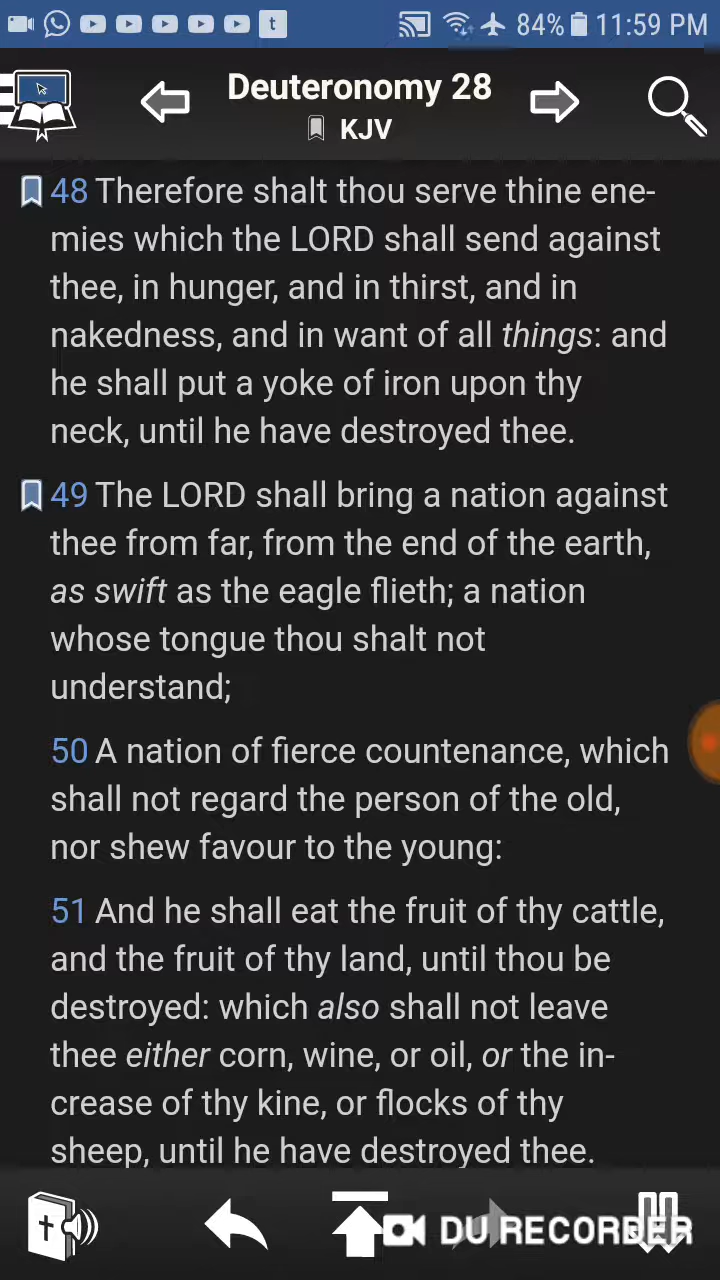 t
84% 11:59 PM
Deuteronomy 28
KJV
48 Therefore shalt thou serve thine ene-
mies which the LORD shall send against
thee, in hunger, and in thirst, and in
nakedness, and in want of all things: and
he shall put a yoke of iron upon thy
neck, until he have destroyed thee.
49 The LORD shall bring a nation against
thee from far, from the end of the earth,
as swift as the eagle flieth; a nation
whose tongue thou shalt not
understand;
50 A nation of fierce countenance, which
shall not regard the person of the old,
nor shew favour to the young:
51 And he shall eat the fruit of thy cattle,
and the fruit of thy land, until thou be
destroyed: which also shall not leave
thee either corn, wine, or oil, or the in-
crease of thy kine, or flocks of thy
sheep, until he have destroyed thee.
DU RECORDER